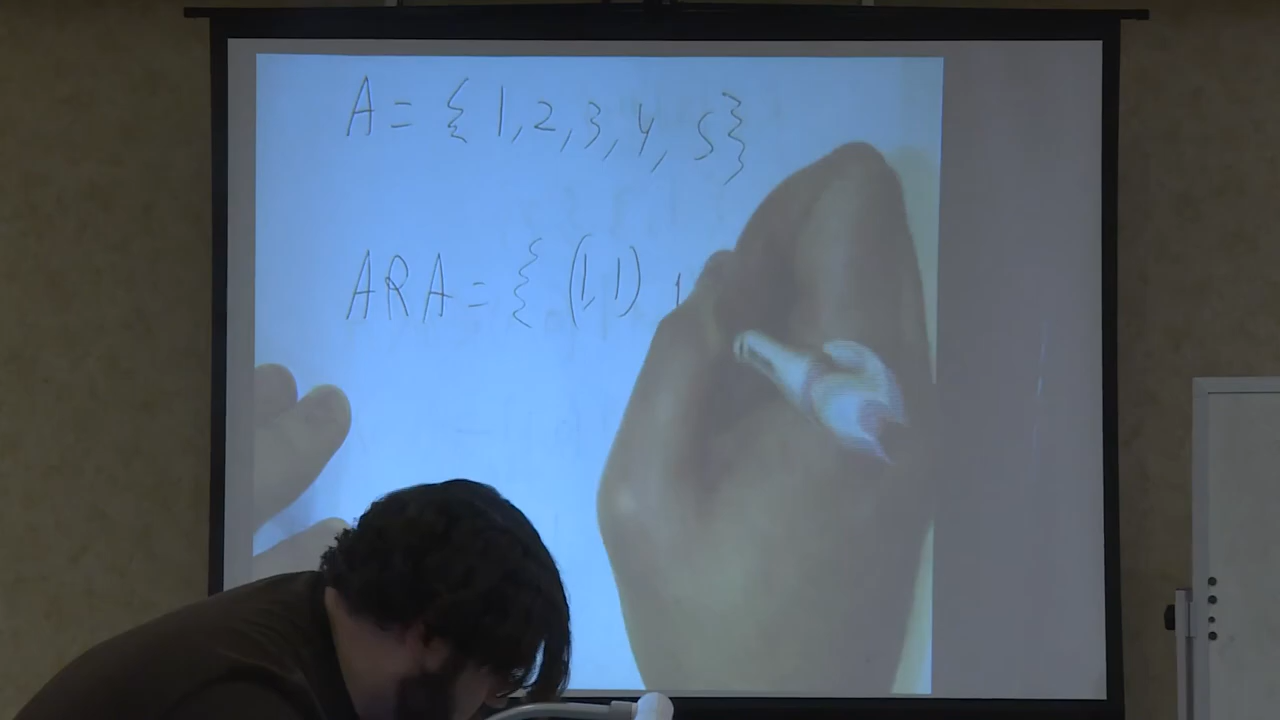 A = { 1, 2, 3, 4, 5 }
ARA = { (1, 1)